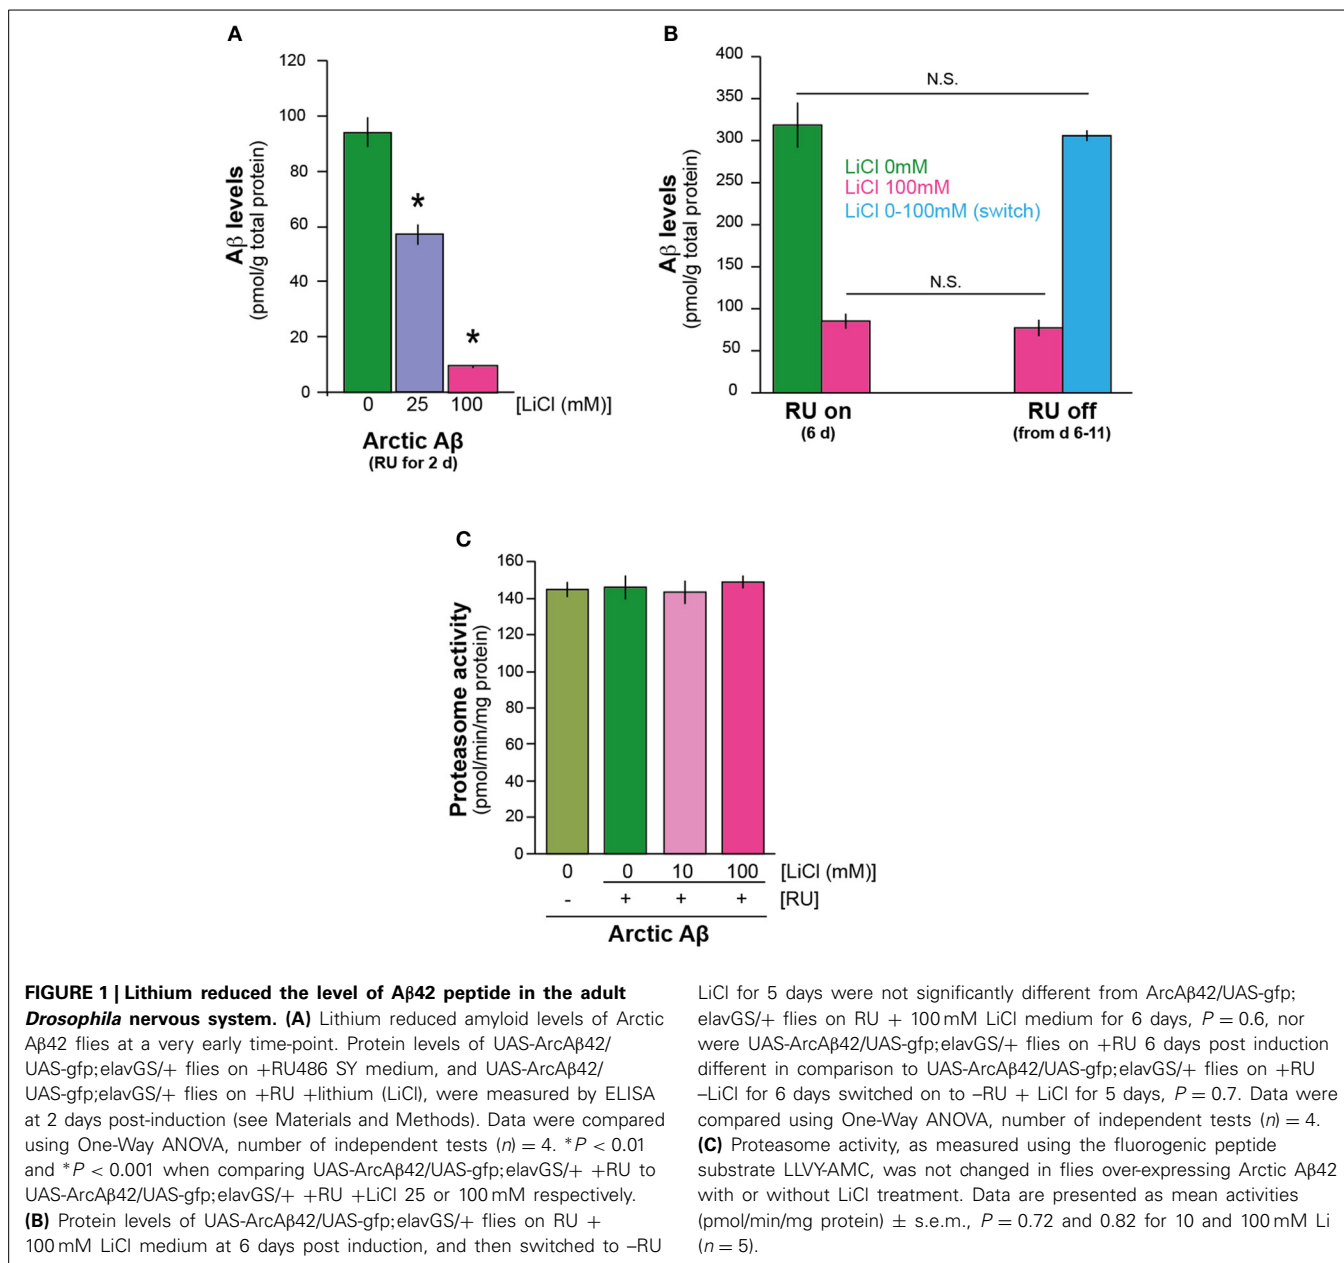 A
120
100
80
60
40
20
0
Aβ levels
(pmol/g total protein)
*
*
0 25 100 [LiCl (mM)]
Arctic Aβ
(RU for 2 d)
B
400
350
300
250
200
150
100
50
0
Aβ levels
(pmol/g total protein)
N.S.
LiCl 0mM
LiCl 100mM
LiCl 0-100mM (switch)
N.S.
RU on
(6 d)
RU off
(from d 6-11)
C
160
140
120
100
80
60
40
20
0
Proteasome activity
(pmol/min/mg protein)
0 0 10 100 [LiCl (mM)]
- + + + [RU]
Arctic Aβ
FIGURE 1 | Lithium reduced the level of Aβ42 peptide in the adult
Drosophila nervous system. (A) Lithium reduced amyloid levels of Arctic
Aβ42 flies at a very early time-point. Protein levels of UAS-ArcAβ42/
UAS-gfp;elavGS/+ flies on +RU486 SY medium, and UAS-ArcAβ42/
UAS-gfp;elavGS/+ flies on +RU +lithium (LiCl), were measured by ELISA
at 2 days post-induction (see Materials and Methods). Data were compared
using One-Way ANOVA, number of independent tests (n) = 4. *P < 0.01
and *P < 0.001 when comparing UAS-ArcAβ42/UAS-gfp;elavGS/+ +RU to
UAS-ArcAβ42/UAS-gfp;elavGS/+ +RU +LiCl 25 or 100 mM respectively.
(B) Protein levels of UAS-ArcAβ42/UAS-gfp;elavGS/+ flies on RU +
100 mM LiCl medium at 6 days post induction, and then switched to –RU
LiCl for 5 days were not significantly different from ArcAβ42/UAS-gfp;
elavGS/+ flies on RU + 100 mM LiCl medium for 6 days, P = 0.6, nor
were UAS-ArcAβ42/UAS-gfp;elavGS/+ flies on +RU 6 days post induction
different in comparison to UAS-ArcAβ42/UAS-gfp;elavGS/+ flies on +RU
–LiCl for 6 days switched on to –RU + LiCl for 5 days, P = 0.7. Data were
compared using One-Way ANOVA, number of independent tests (n) = 4.
(C) Proteasome activity, as measured using the fluorogenic peptide
substrate LLVY-AMC, was not changed in flies over-expressing Arctic Aβ42
with or without LiCl treatment. Data are presented as mean activities
(pmol/min/mg protein) ± s.e.m., P = 0.72 and 0.82 for 10 and 100 mM Li
(n = 5).